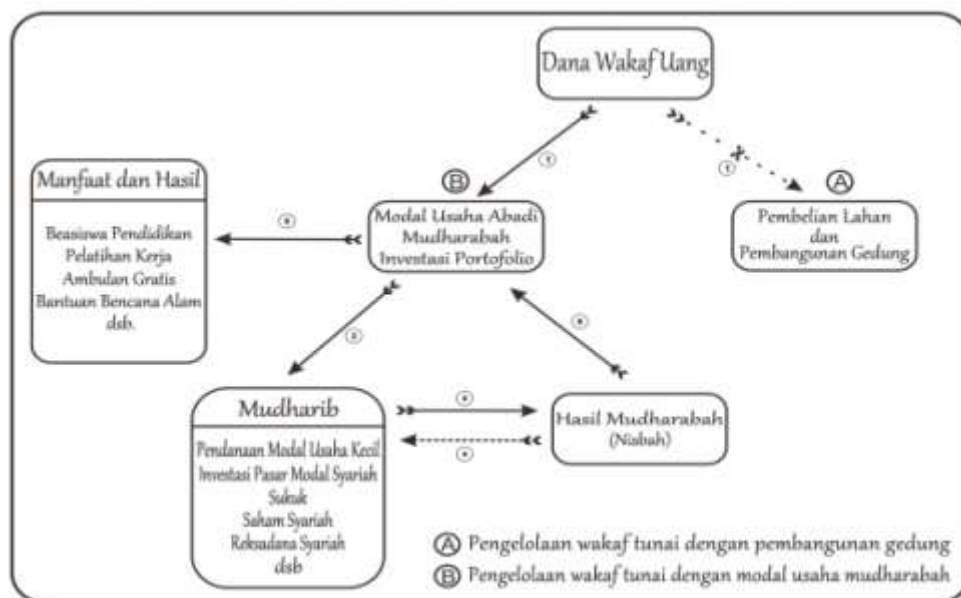 Dana Wakaf Uang
1
1
B
A
Manfaat dan Hasil
Beasiswa Pendidikan
Pelatihan Kerja
Ambulan Gratis
Bantuan Bencana Alam
dsb.
Modal Usaha Abadi
Mudharabah
Investasi Portofolio
Pembelian Lahan
dan
Pembangunan Gedung
Mudharib
Pendanaan Modal Usaha Kecil
Investasi Pasar Modal Syariah
Sukuk
Saham Syariah
Reksadana Syariah
dsb
Hasil Mudharabah
(Nisbah)
A Pengelolaan wakaf tunai dengan pembangunan gedung
B Pengelolaan wakaf tunai dengan modal usaha mudharabah